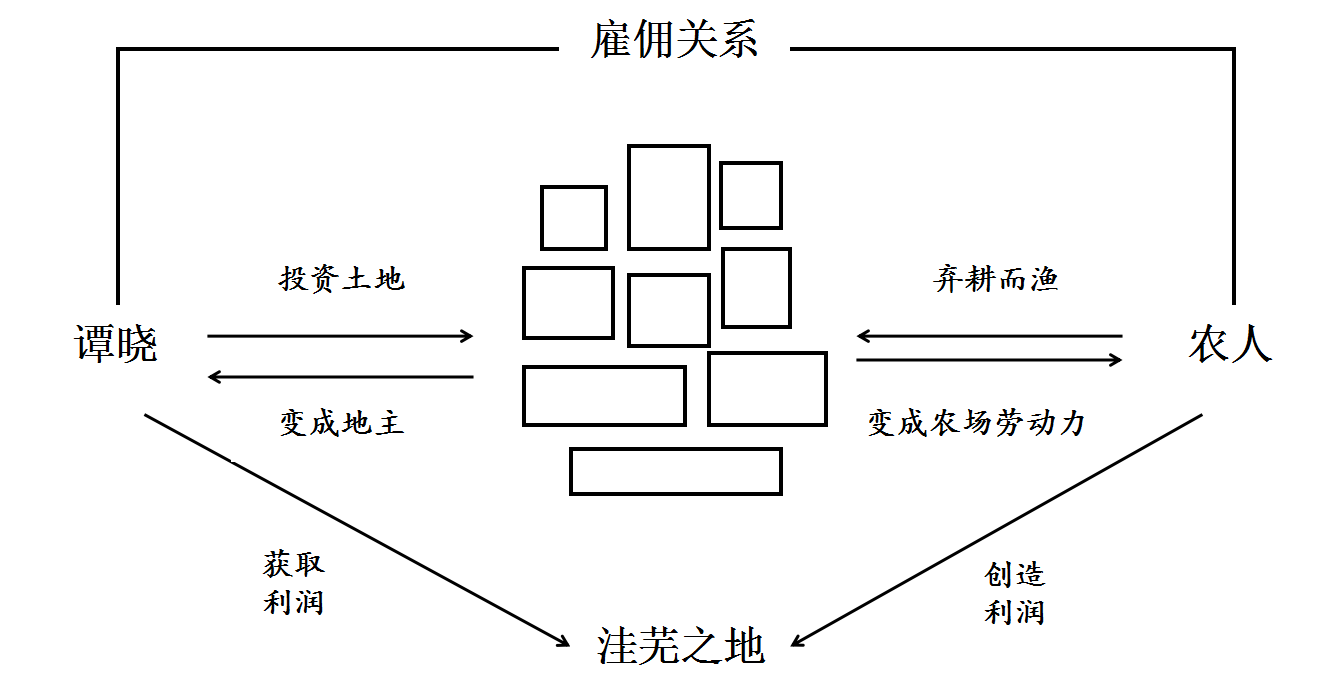 雇佣关系
投资土地
弃耕而渔
谭晓
农人
变成地主
变成农场劳动力
获取
利润
创造
利润
洼芜之地